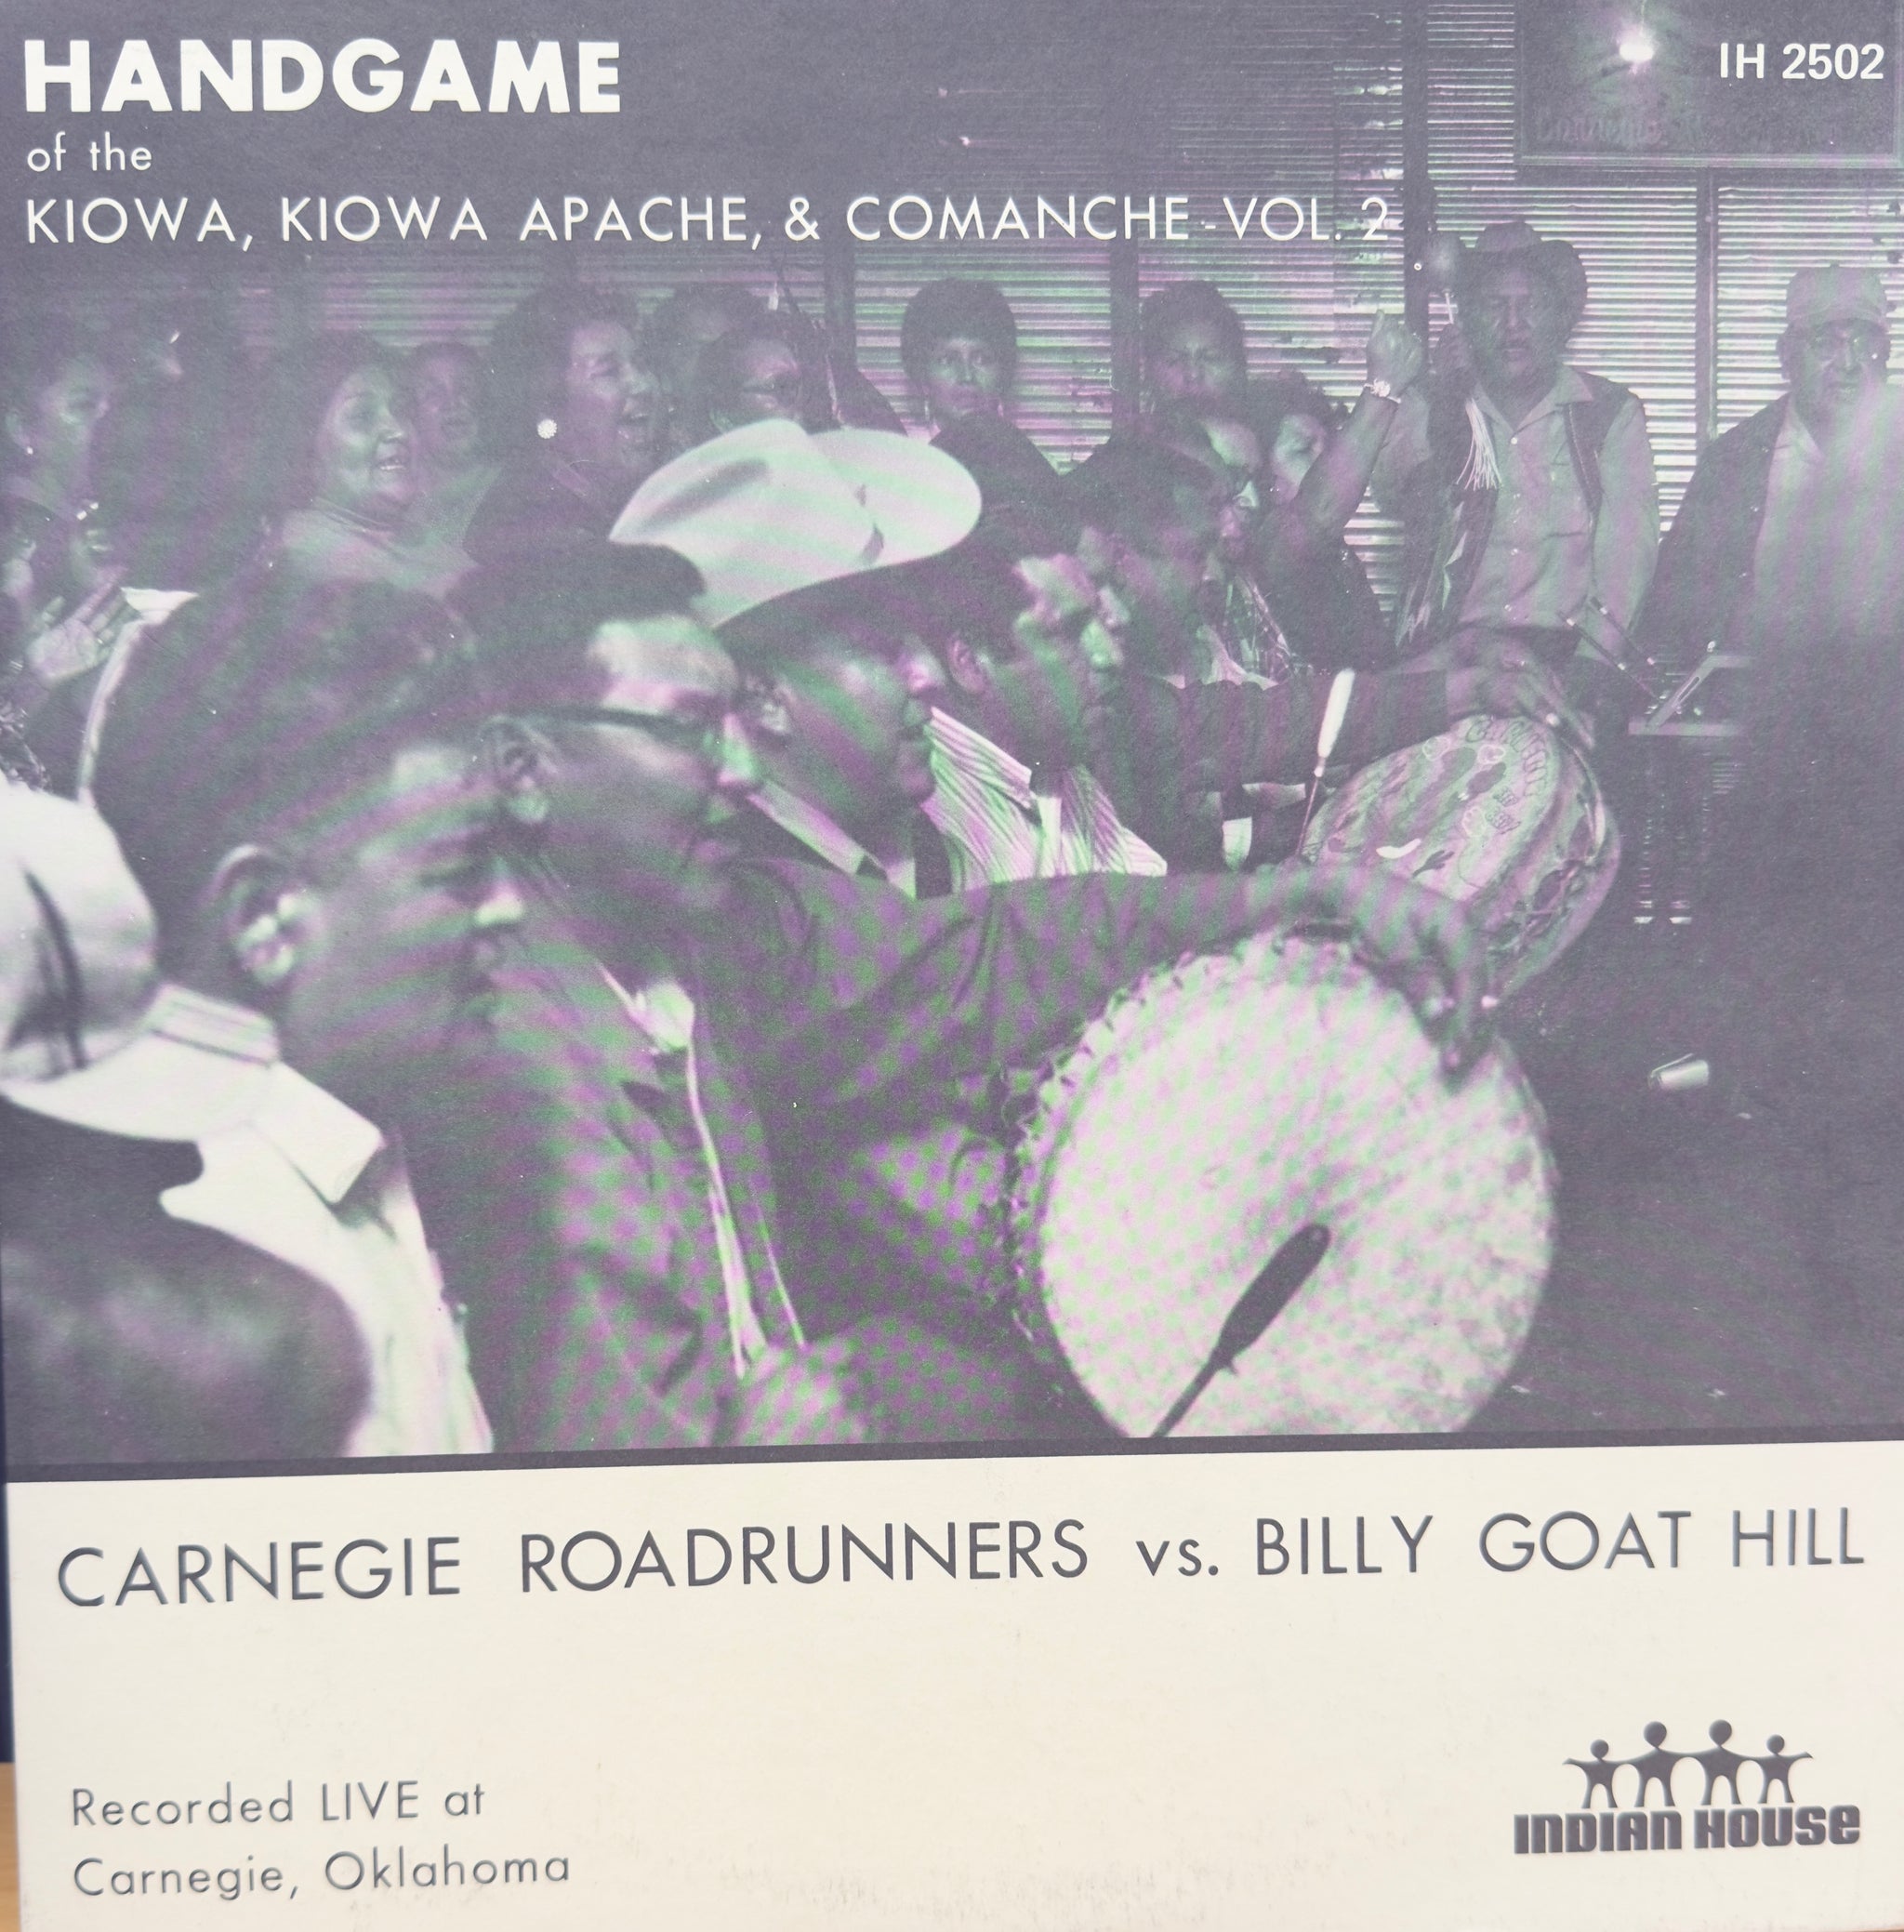 HANDGAME
IH 2502
of the
KIOWA, KIOWA APACHE, & COMANCHE - VOL. 2
CARNEGIE ROADRUNNERS vs. BILLY GOAT HILL
Recorded LIVE at
Carnegie, Oklahoma
INDIAN HOUSE